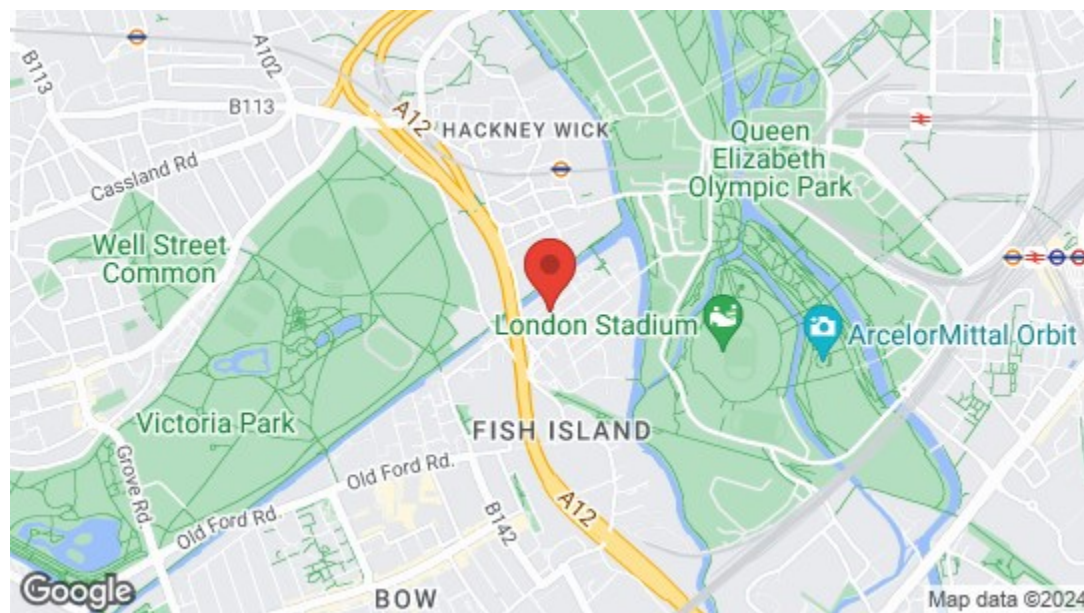 B113
A102
B113
A12
HACKNEY WICK
Queen
Elizabeth
Olympic Park
Cassland Rd
Well Street
Common
London Stadium
ArcelorMittal Orbit
Victoria Park
FISH ISLAND
Grove Rd.
Old Ford Rd.
Old Ford Rd.
B142
A12
BOW
Google
Map data ©2024